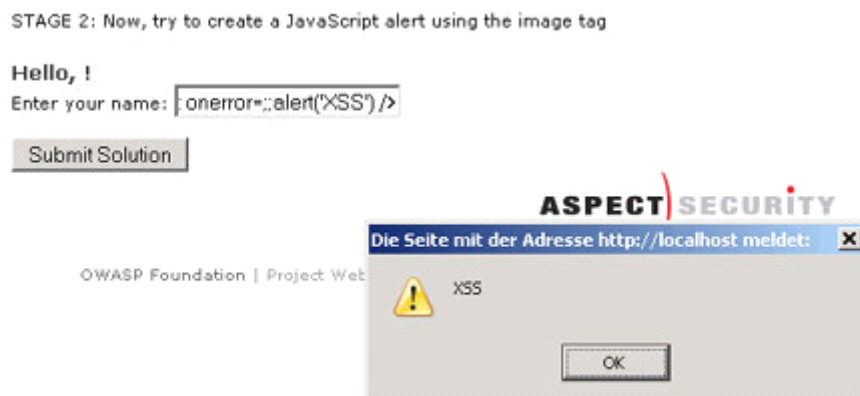 STAGE 2: Now, try to create a JavaScript alert using the image tag
Hello, !
Enter your name: : onerror=;;alert('XSS') />
Submit Solution
ASPECT SECURITY
Die Seite mit der Adresse http://localhost meldet:
OWASP Foundation | Project Web
XSS
OK